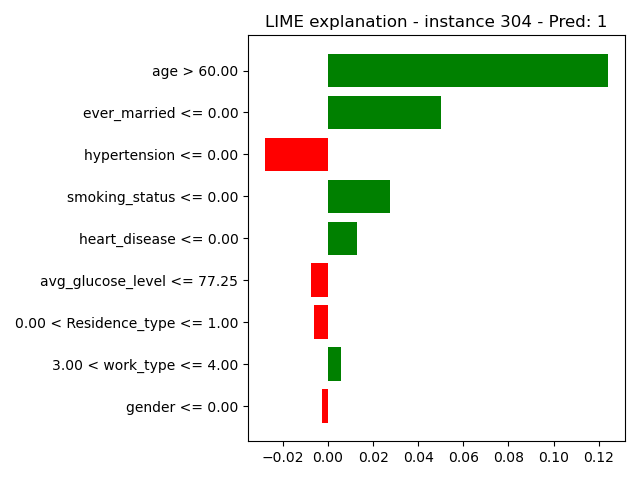 LIME explanation - instance 304 - Pred: 1
age > 60.00
ever_married <= 0.00
hypertension <= 0.00
smoking_status <= 0.00
heart_disease <= 0.00
avg_glucose_level <= 77.25
0.00 < Residence_type <= 1.00
3.00 < work_type <= 4.00
gender <= 0.00
−0.02 0.00 0.02 0.04 0.06 0.08 0.10 0.12